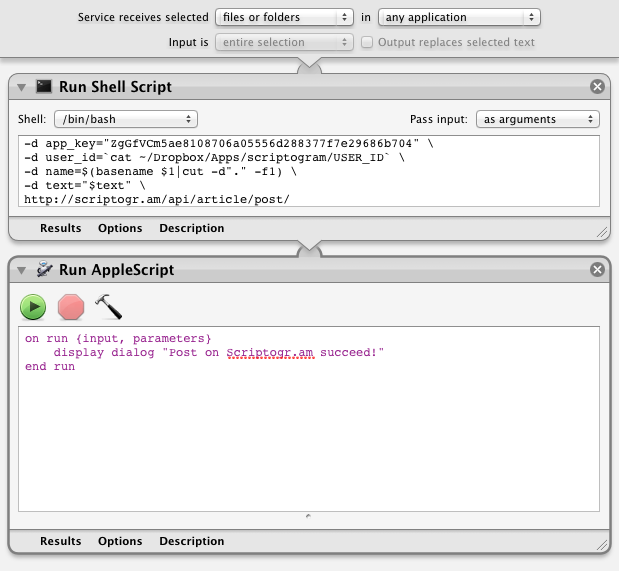 Service receives selected files or folders in any application
Input is entire selection Output replaces selected text
Run Shell Script
Shell: /bin/bash Pass input: as arguments
-d app_key="ZgGfVCm5ae8108706a05556d288377f7e29686b704" \
-d user_id=`cat ~/Dropbox/Apps/scriptogram/USER_ID` \
-d name=$(basename $1|cut -d"." -f1) \
-d text="$text" \
http://scriptogr.am/api/article/post/
Results Options Description
Run AppleScript
on run {input, parameters}
display dialog "Post on Scriptogr.am succeed!"
end run
Results Options Description